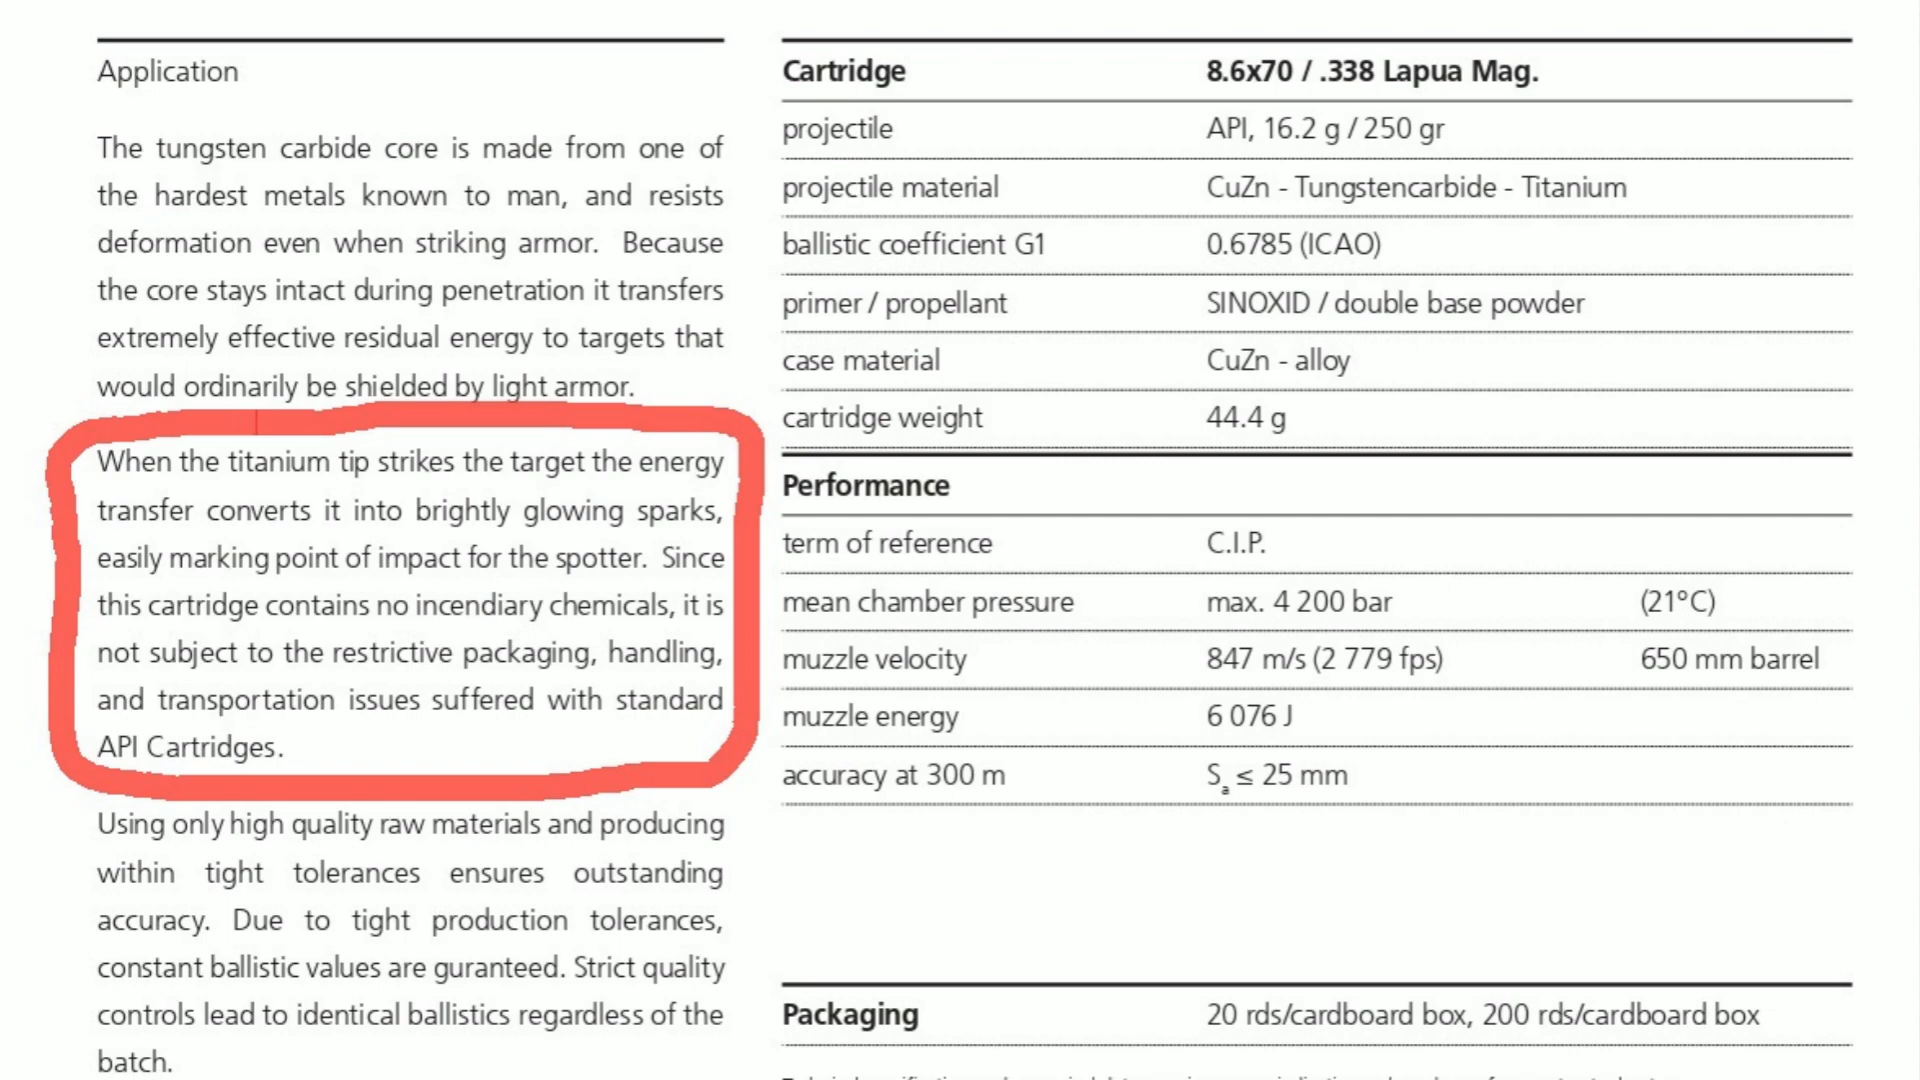 Application
The tungsten carbide core is made from one of
the hardest metals known to man, and resists
deformation even when striking armor. Because
the core stays intact during penetration it transfers
extremely effective residual energy to targets that
would ordinarily be shielded by light armor.
When the titanium tip strikes the target the energy
transfer converts it into brightly glowing sparks,
easily marking point of impact for the spotter. Since
this cartridge contains no incendiary chemicals, it is
not subject to the restrictive packaging, handling,
and transportation issues suffered with standard
API Cartridges.
Using only high quality raw materials and producing
within tight tolerances ensures outstanding
accuracy. Due to tight production tolerances,
constant ballistic values are guranteed. Strict quality
controls lead to identical ballistics regardless of the
batch.
Cartridge 8.6x70 / .338 Lapua Mag.
projectile API, 16.2 g / 250 gr
projectile material CuZn - Tungstencarbide - Titanium
ballistic coefficient G1 0.6785 (ICAO)
primer / propellant SINOXID / double base powder
case material CuZn - alloy
cartridge weight 44.4 g
Performance
term of reference C.I.P.
mean chamber pressure max. 4 200 bar (21°C)
muzzle velocity 847 m/s (2 779 fps) 650 mm barrel
muzzle energy 6 076 J
accuracy at 300 m Sa ≤ 25 mm
Packaging 20 rds/cardboard box, 200 rds/cardboard box